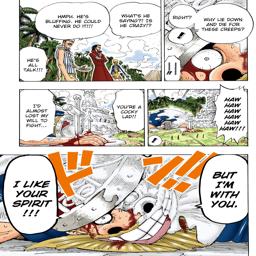 RIGHT?
WHY LIE DOWN
AND DIE FOR
THESE CREEPS?
WHAT'S HE
SAYING?! IS
HE CRAZY!?
HMPH. HE'S
BLUFFING. HE COULD
NEVER DO IT!!!
HE'S
ALL
TALK!!!
HAW
HAW
HAW
HAW
HAW
HAW!!!
YOU'RE A
COCKY
LAD!!
I'D
ALMOST
LOST MY
WILL TO
FIGHT...
BUT
I'M WITH
YOU.
ドン
I LIKE
YOUR
SPIRIT
!!!